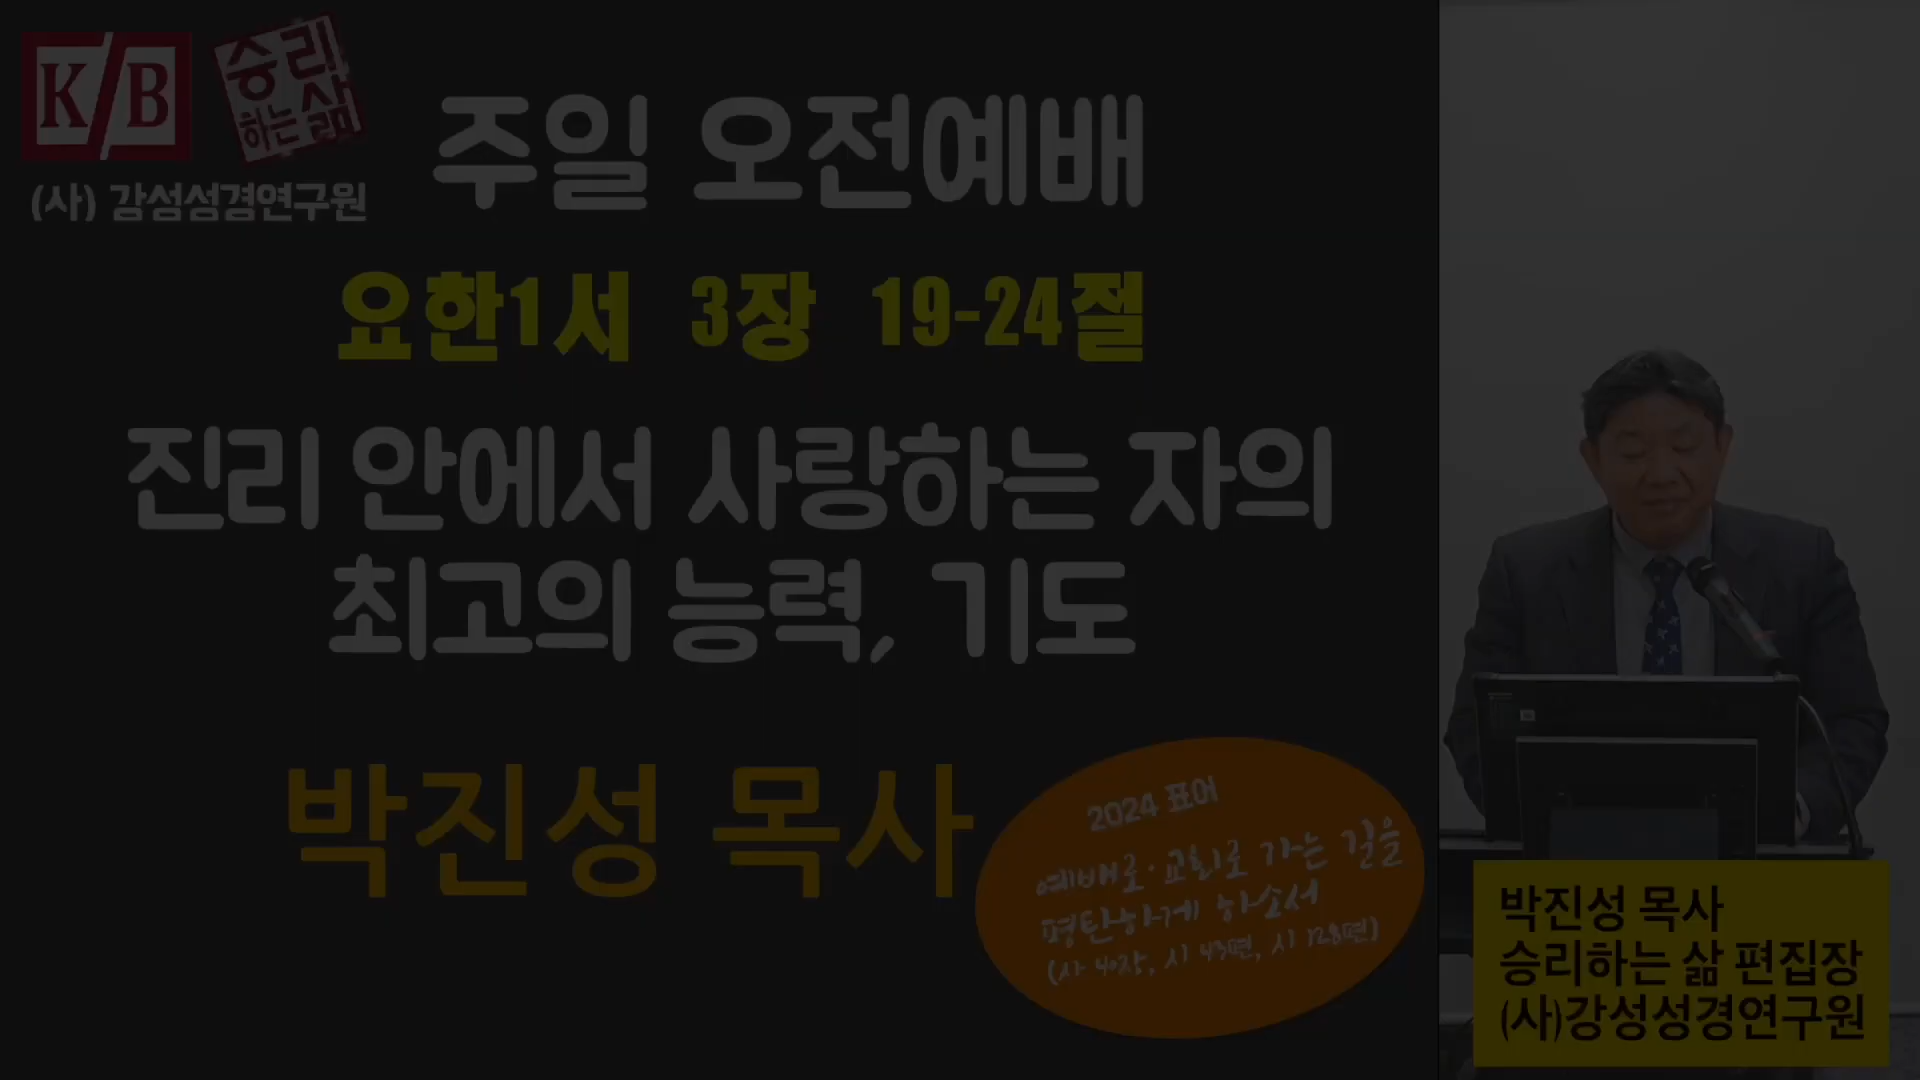 K/B
승리
하는 삶
(사) 강성성경연구원
주일 오전예배
요한1서 3장 19-24절
진리 안에서 사랑하는 자의
최고의 능력, 기도
박진성 목사
2024 표어
예배로·교회로 가는 길을
평탄하게 하소서
(사 40장, 시 43편, 시 128편)
박진성 목사
승리하는 삶 편집장
(사)강성성경연구원